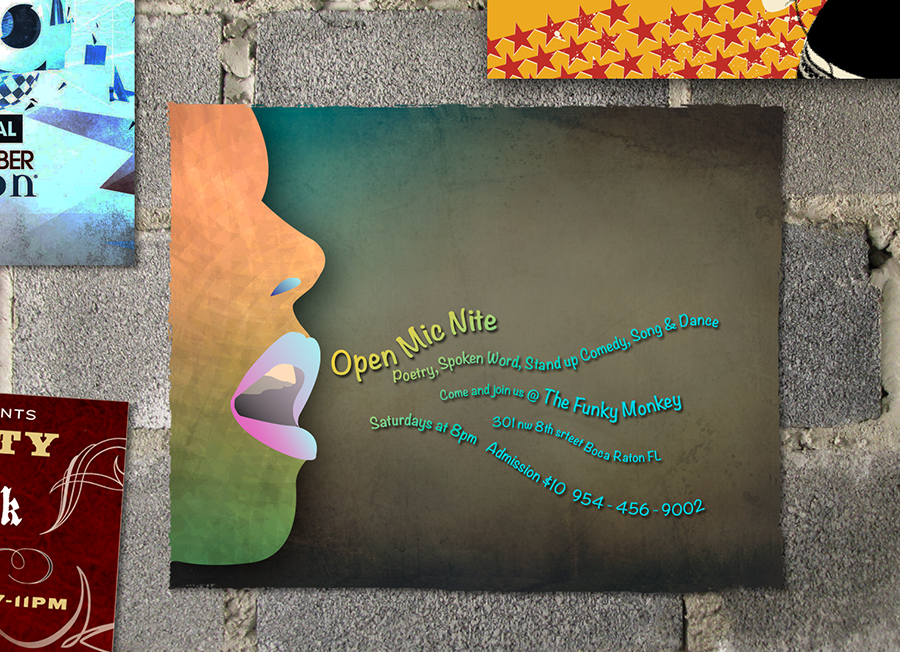 AL
BER
on
NTS
TY
k
7-11PM
Open Mic Nite
Poetry, Spoken Word, Stand up Comedy, Song & Dance
Come and join us @ The Funky Monkey
301 nw 8th srteet Boca Raton FL
Saturdays at 8pm Admission $10 954-456-9002